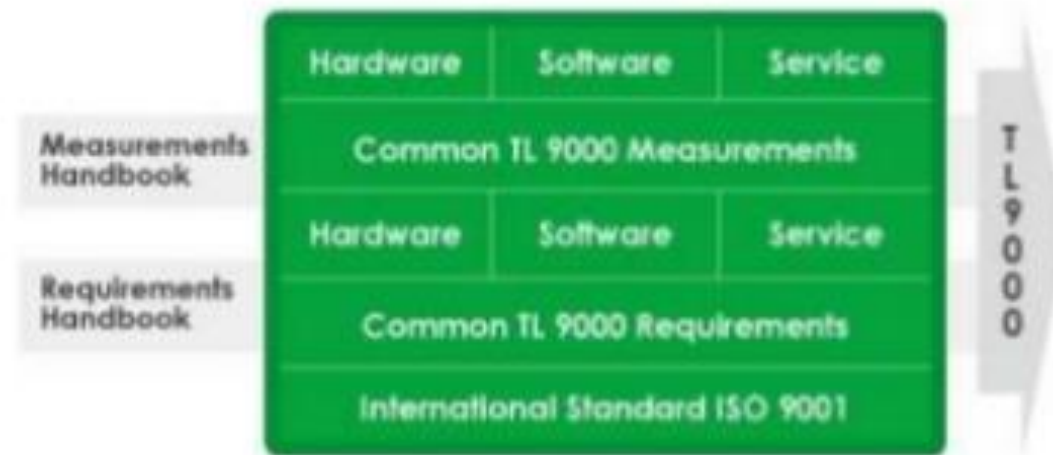 Hardware Software Service
Measurements
Handbook
Common TL 9000 Measurements
Hardware Software Service
Requirements
Handbook
Common TL 9000 Requirements
International Standard ISO 9001
T
L
9
0
0
0